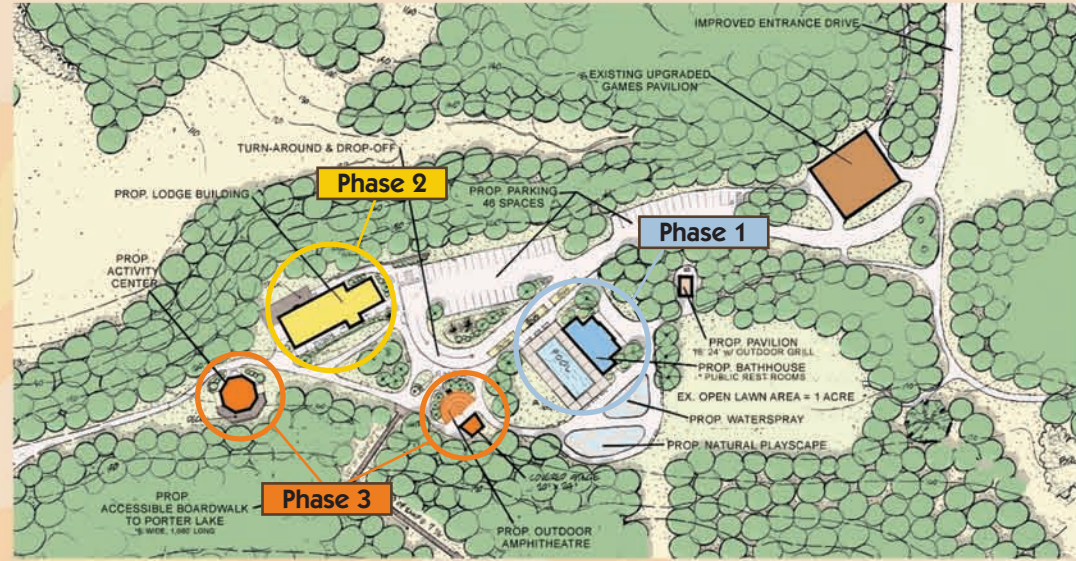 IMPROVED ENTRANCE DRIVE
EXISTING UPGRADED
GAMES PAVILION
TURN-AROUND & DROP-OFF
Phase 2
PROP. LODGE BUILDING
PROP. PARKING
46 SPACES
Phase 1
PROP.
ACTIVITY
CENTER
POOL
PROP. PAVILION
16' 24' w/ OUTDOOR GRILL
PROP. BATHHOUSE
* PUBLIC REST ROOMS
EX. OPEN LAWN AREA = 1 ACRE
PROP. WATERSPRAY
PROP. NATURAL PLAYSCAPE
Phase 3
PROP.
ACCESSIBLE BOARDWALK
TO PORTER LAKE
PROP. OUTDOOR
AMPHITHEATRE